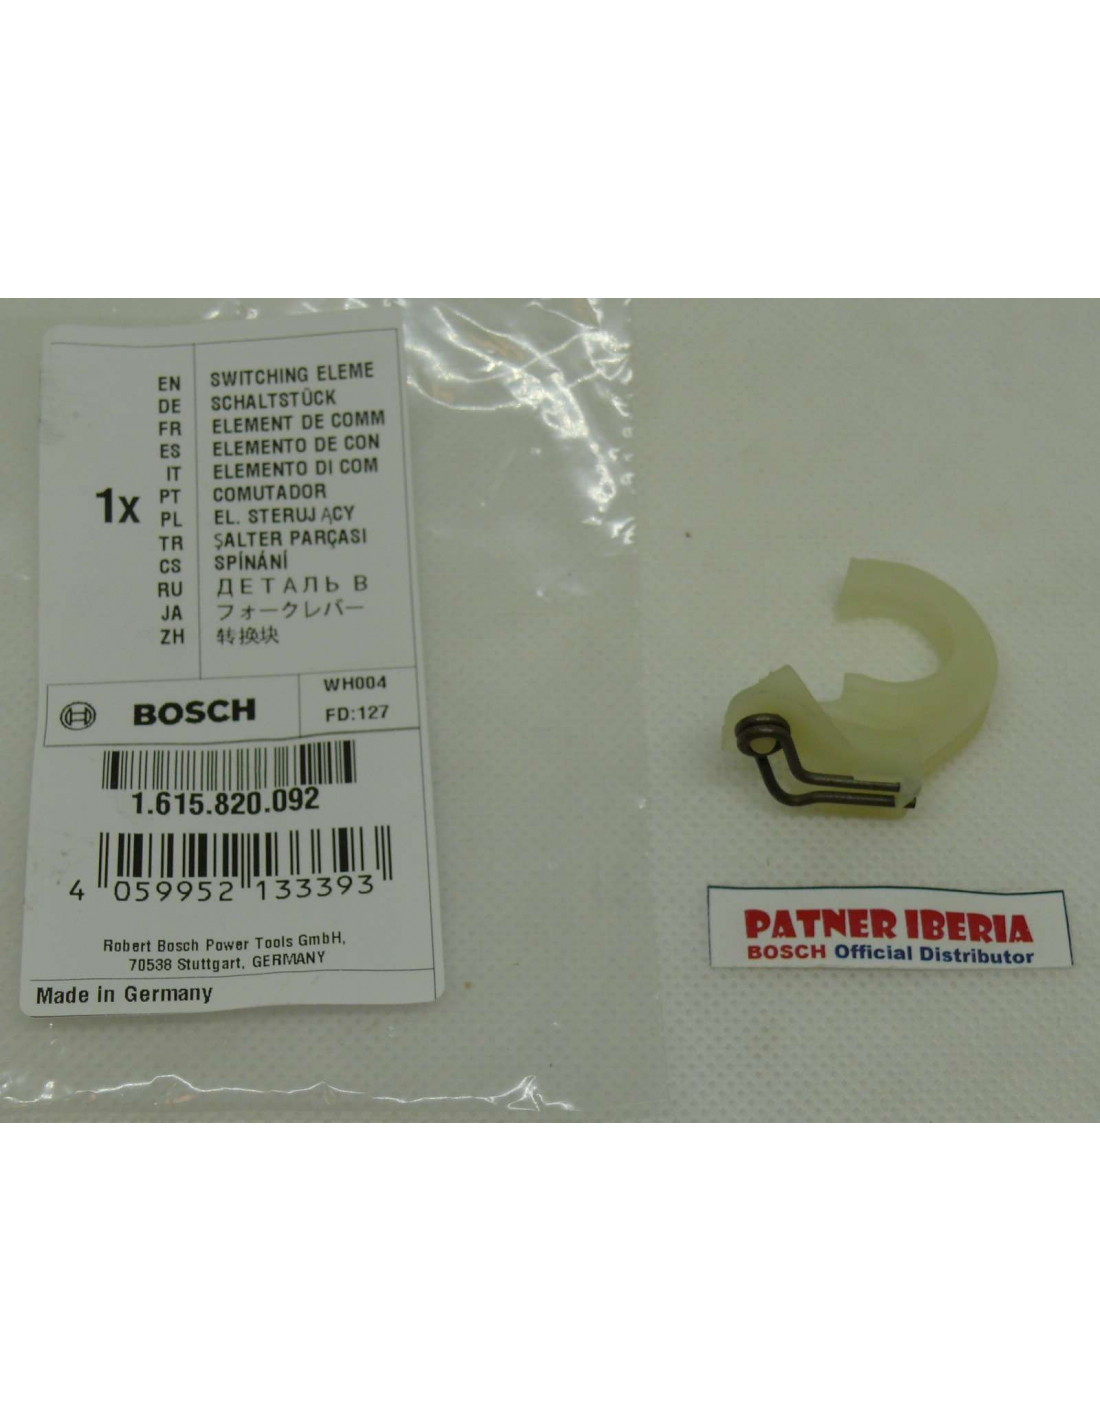 1x
EN SWITCHING ELEME
DE SCHALTSTÜCK
FR ELEMENT DE COMM
ES ELEMENTO DE CON
IT ELEMENTO DI COM
PT COMUTADOR
PL EL. STERUJĄCY
TR ŞALTER PARÇASI
CS SPÍNÁNÍ
RU ДЕТАЛЬ В
JA フォークレバー
ZH 转换块
BOSCH
WH004
FD:127
1.615.820.092
4 059952 133393
Robert Bosch Power Tools GmbH,
70538 Stuttgart, GERMANY
Made in Germany
PATNER IBERIA
BOSCH Official Distributor